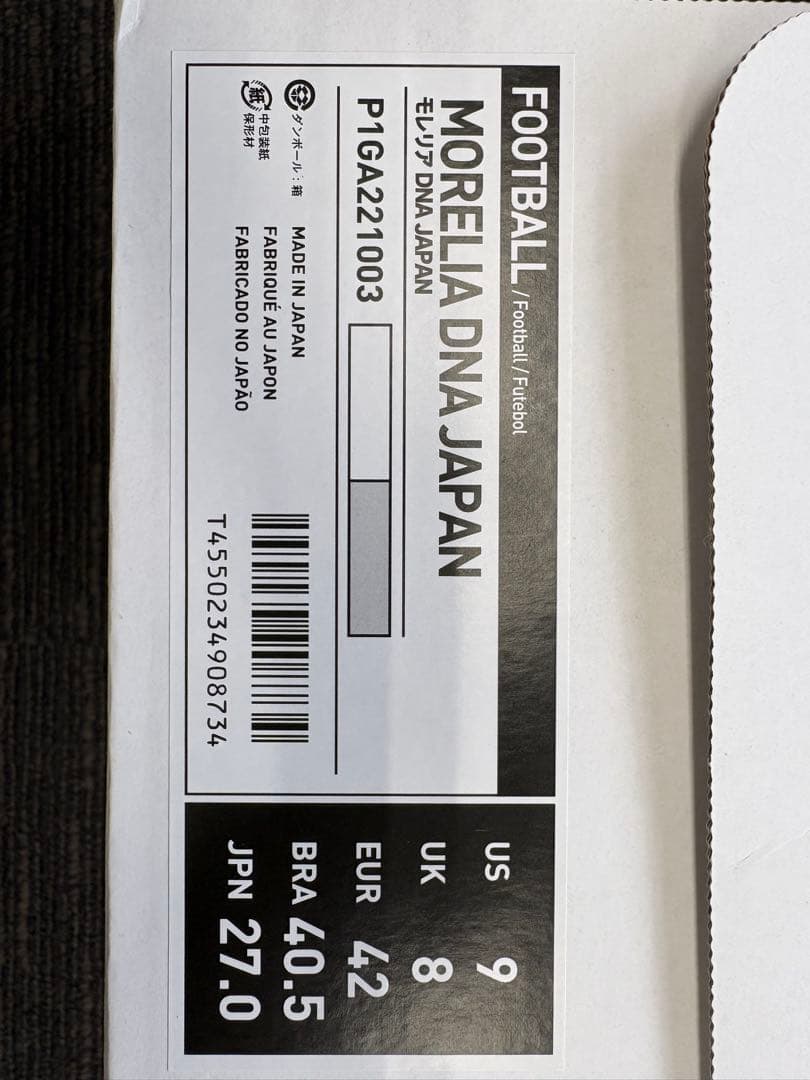 FOOTBALL / Football / Futebol
MORELIA DNA JAPAN
モレリア DNA JAPAN
P1GA221003
ダンボール：箱
紙
中包装紙
保形材
MADE IN JAPAN
FABRIQUÉ AU JAPON
FABRICADO NO JAPÃO
T4550234908734
US 9
UK 8
EUR 42
BRA 40.5
JPN 27.0